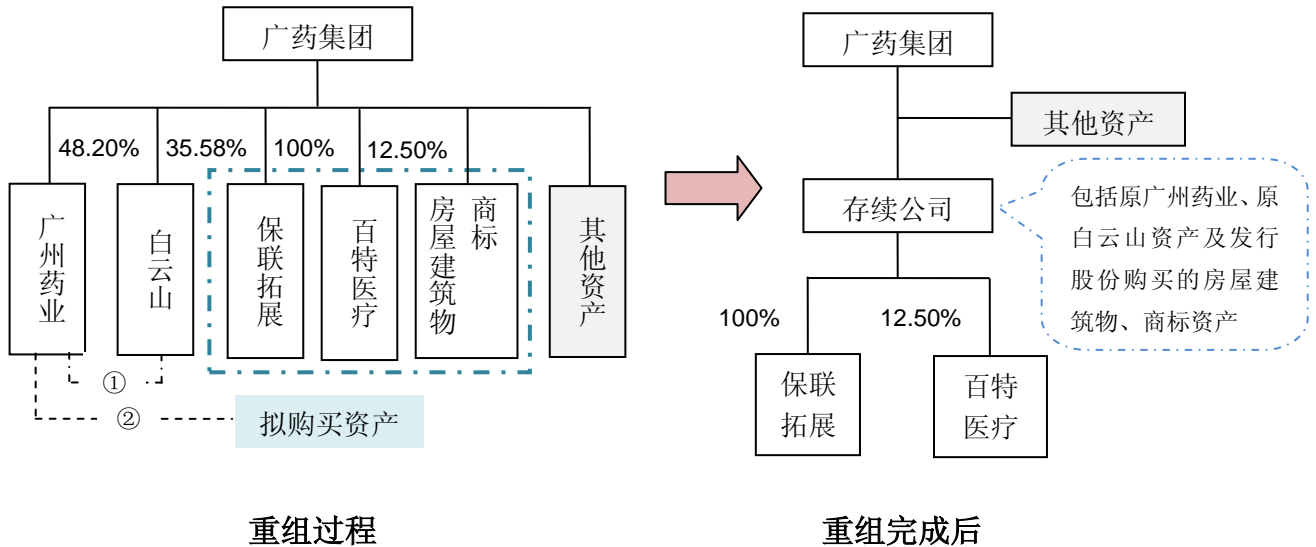 广药集团
48.20%
35.58%
100%
12.50%
广州药业
白云山
保联拓展
百特医疗
商标
房屋建筑物
其他资产
①
②
拟购买资产
重组过程
广药集团
其他资产
存续公司
包括原广州药业、原
白云山资产及发行
股份购买的房屋建
筑物、商标资产
100%
12.50%
保联
拓展
百特
医疗
重组完成后